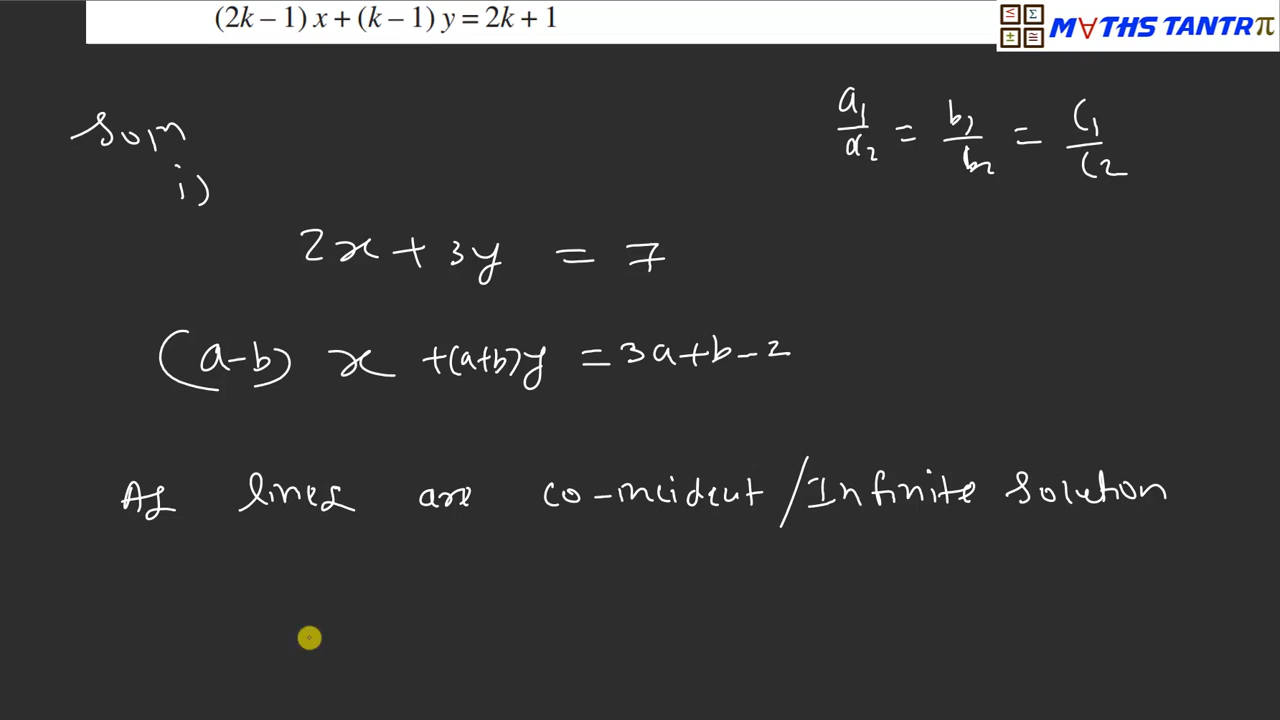 (2k – 1) x + (k – 1) y = 2k + 1
≤ Σ ± ≅ M∀THS TANTRπ
Soln
a1/a2 = b1/b2 = C1/C2
i)
2x + 3y = 7
(a-b) x + (a+b)y = 3a+b-2
As lines are co-incident / Infinite solution